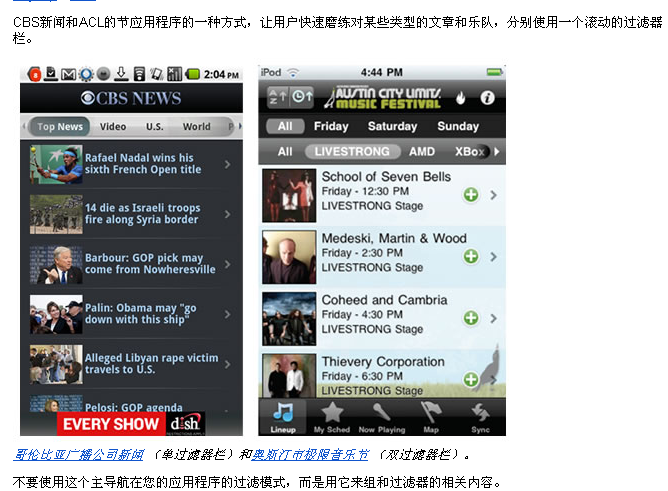 CBS新闻和ACL的节应用程序的一种方式，让用户快速磨练对某些类型的文章和乐队，分别使用一个滚动的过滤器
栏。
2:04 PM
CBS NEWS
Top News Video U.S. World P
Rafael Nadal wins his
sixth French Open title
14 die as Israeli troops
fire along Syria border
Barbour: GOP pick may
come from Nowheresville
Palin: Obama may "go
down with this ship"
Alleged Libyan rape victim
travels to U.S.
Pelosi: GOP agenda
EVERY SHOW dish
iPod 4:44 PM
AUSTIN CITY LIMITS
MUSIC FESTIVAL
All Friday Saturday Sunday
All LIVESTRONG AMD XBox
School of Seven Bells
Friday - 12:30 PM
LIVESTRONG Stage
Medeski, Martin & Wood
Friday - 2:30 PM
LIVESTRONG Stage
Coheed and Cambria
Friday - 4:30 PM
LIVESTRONG Stage
Thievery Corporation
Friday - 6:30 PM
LIVESTRONG Stage
Lineup My Sched Now Playing Map Sync
哥伦比亚广播公司新闻 （单过滤器栏）和奥斯汀市极限音乐节 （双过滤器栏）。
不要使用这个主导航在您的应用程序的过滤模式，而是用它来组和过滤器的相关内容。